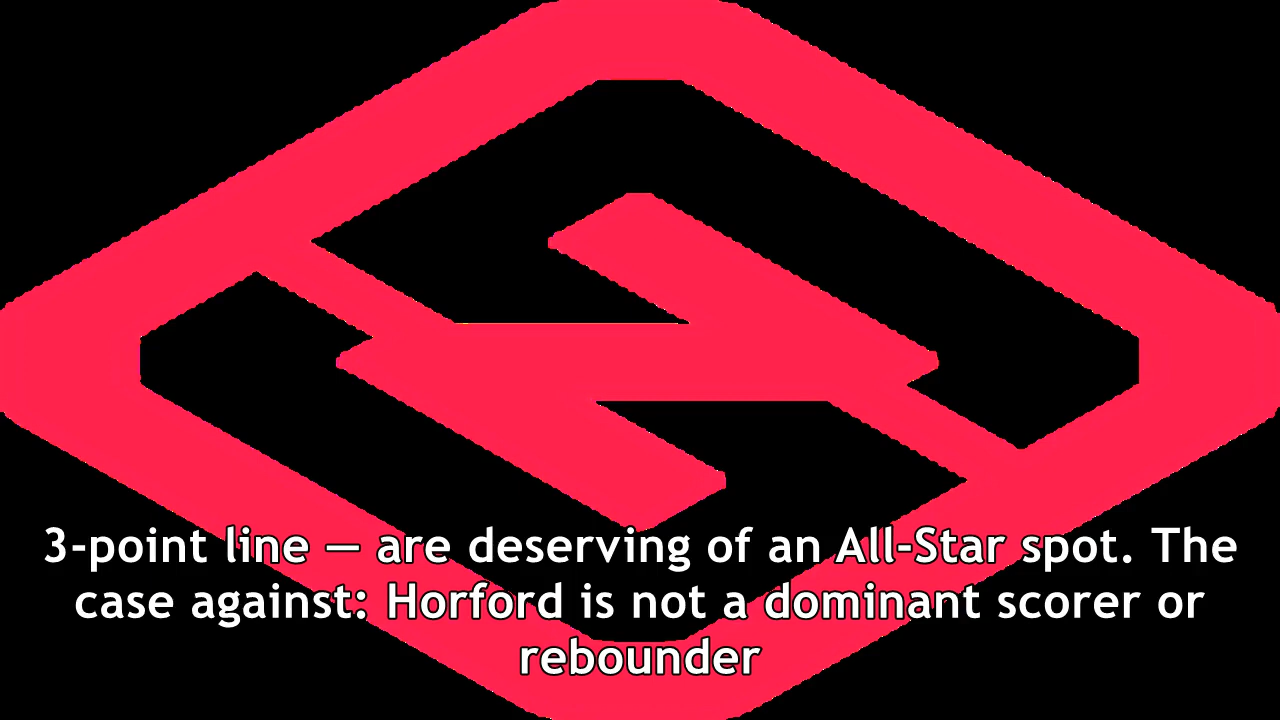 3-point line — are deserving of an All-Star spot. The
case against: Horford is not a dominant scorer or
rebounder